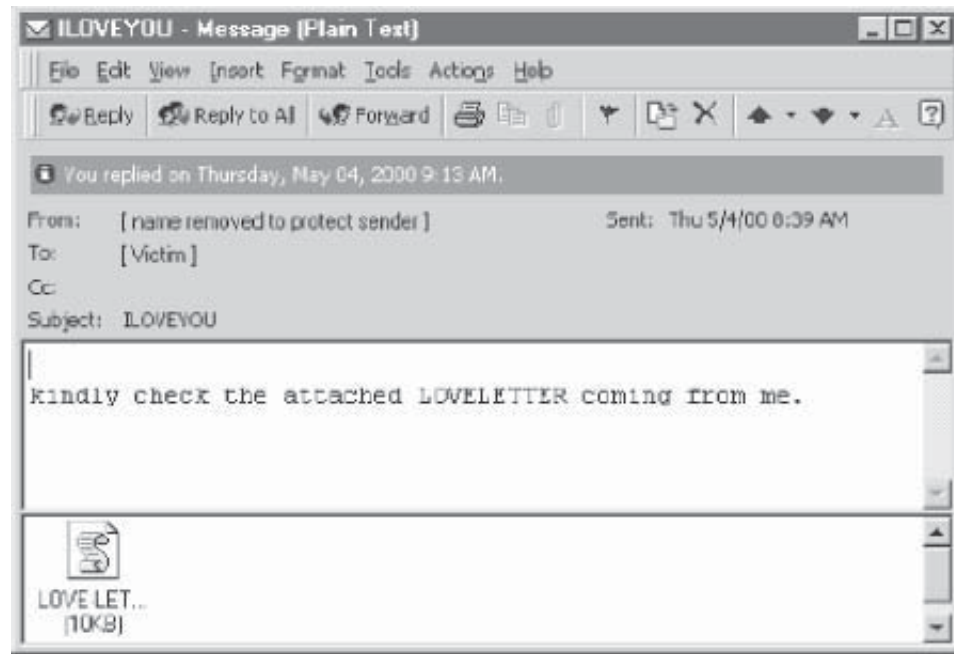 ILOVEYOU - Message (Plain Text)
File Edit View Insert Format Tools Actions Help
Reply Reply to All Forward A ?
You replied on Thursday, May 04, 2000 9:13 AM.
From: [ name removed to protect sender ] Sent: Thu 5/4/00 8:39 AM
To: [ Victim ]
Cc:
Subject: ILOVEYOU
kindly check the attached LOVELETTER coming from me.
LOVE LET...
(10KB)